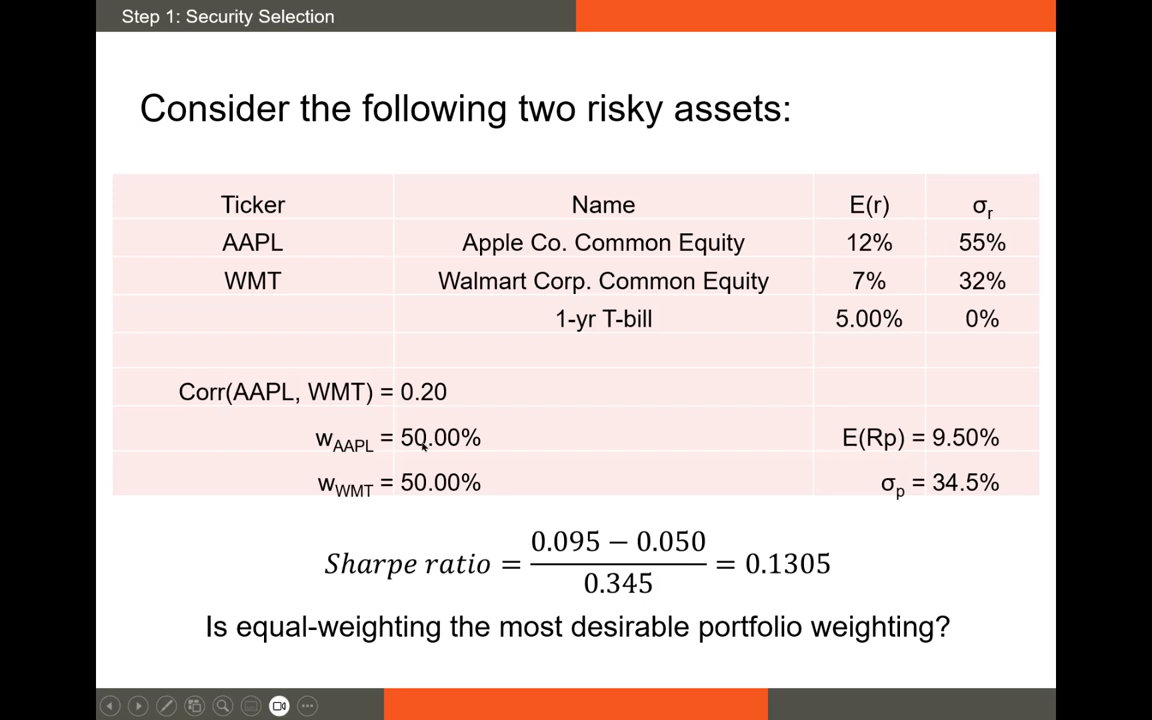 Step 1: Security Selection
Consider the following two risky assets:
Ticker Name E(r) σr
AAPL Apple Co. Common Equity 12% 55%
WMT Walmart Corp. Common Equity 7% 32%
1-yr T-bill 5.00% 0%
Corr(AAPL, WMT) = 0.20
wAAPL = 50.00% E(Rp) = 9.50%
wWMT = 50.00% σp = 34.5%
Sharpe ratio = (0.095 − 0.050) / 0.345 = 0.1305
Is equal-weighting the most desirable portfolio weighting?